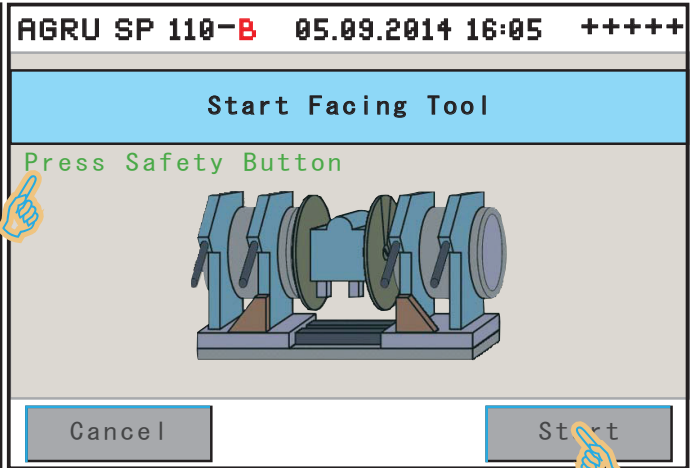 AGRU SP 110-B 05.09.2014 16:05 +++++
Start Facing Tool
Press Safety Button
Cancel Start